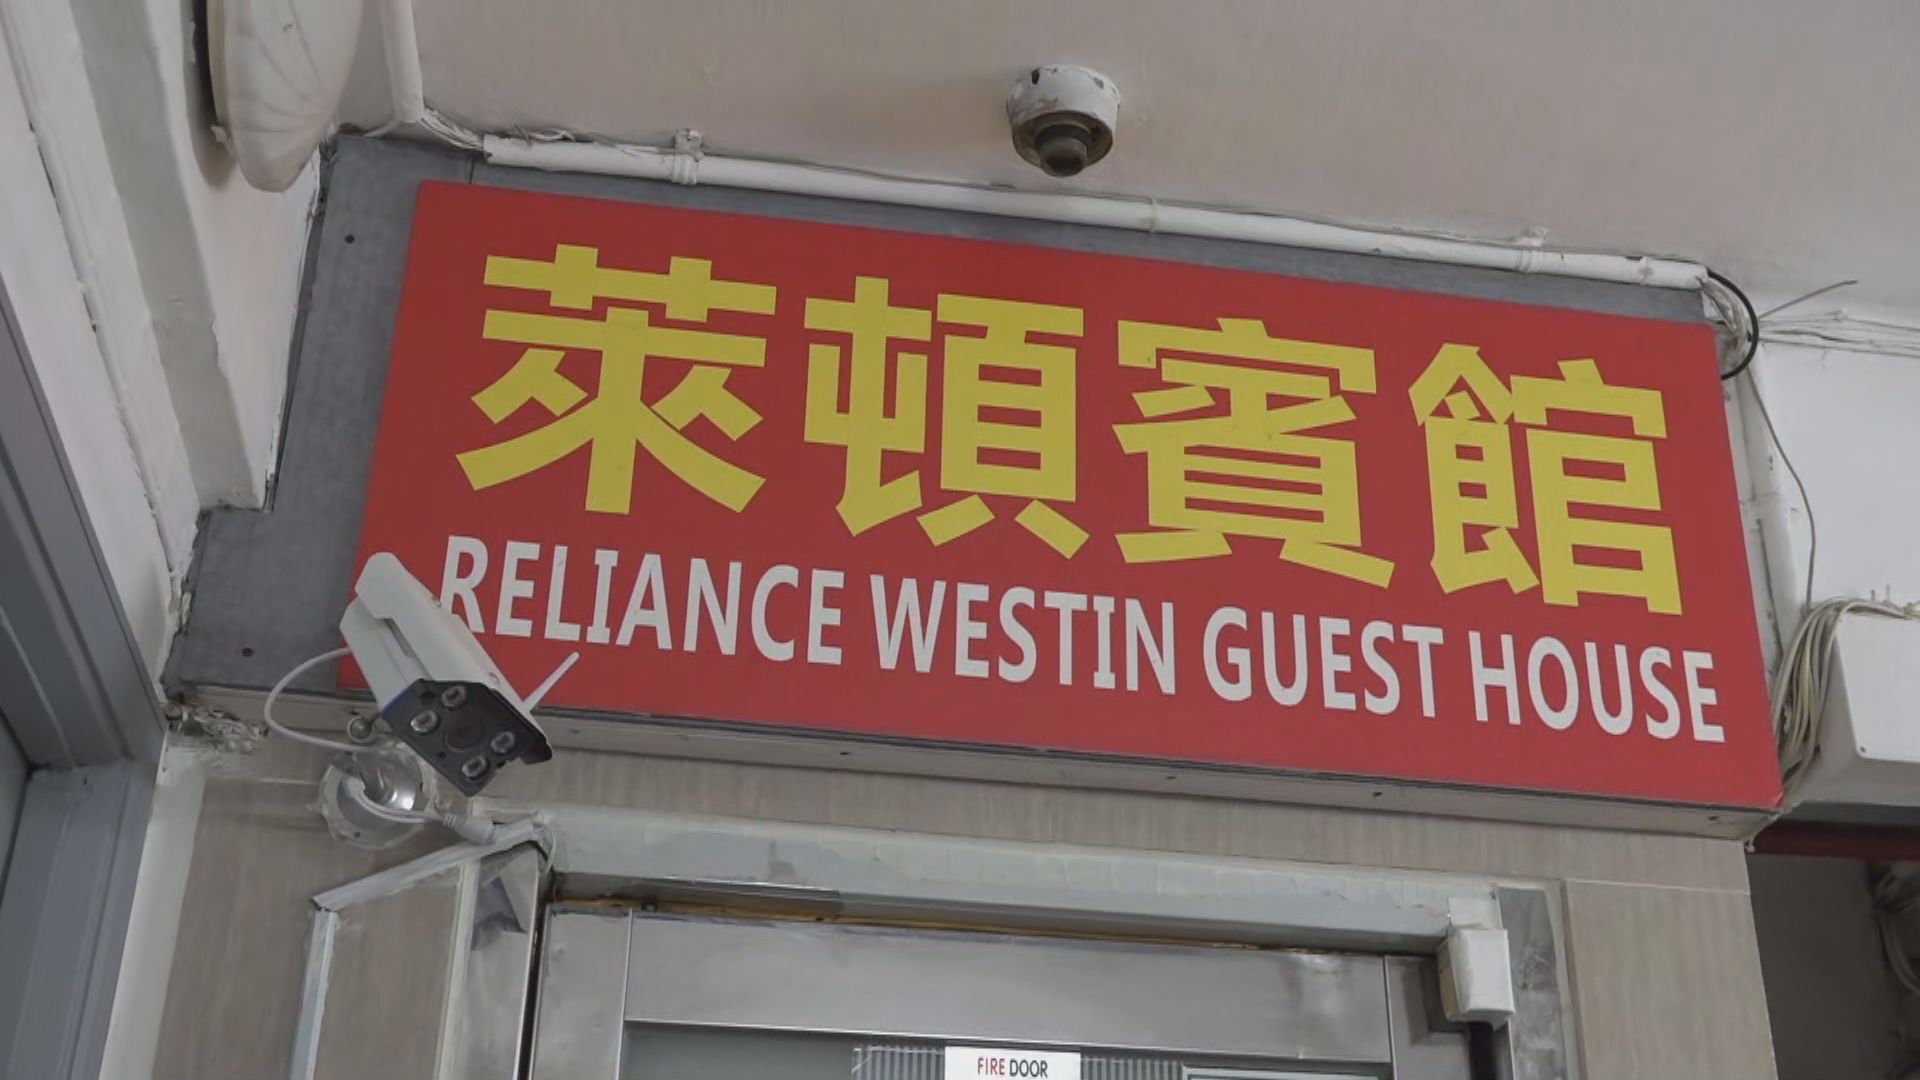 萊頓賓館
RELIANCE WESTIN GUEST HOUSE
FIRE DOOR